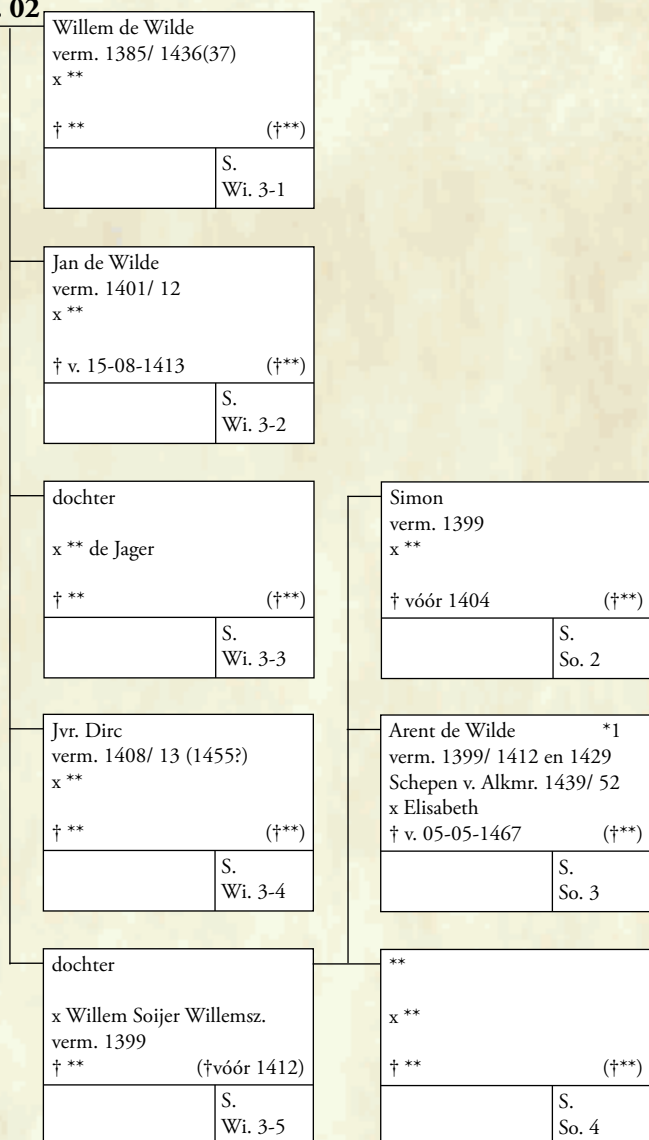 02
Willem de Wilde
verm. 1385/ 1436(37)
x **
† ** (†**)
S.
Wi. 3-1
Jan de Wilde
verm. 1401/ 12
x **
† v. 15-08-1413 (†**)
S.
Wi. 3-2
dochter
x ** de Jager
† ** (†**)
S.
Wi. 3-3
Jvr. Dirc
verm. 1408/ 13 (1455?)
x **
† ** (†**)
S.
Wi. 3-4
dochter
x Willem Soijer Willemsz.
verm. 1399
† ** (†vóór 1412)
S.
Wi. 3-5
Simon
verm. 1399
x **
† vóór 1404 (†**)
S.
So. 2
Arent de Wilde *1
verm. 1399/ 1412 en 1429
Schepen v. Alkmr. 1439/ 52
x Elisabeth
† v. 05-05-1467 (†**)
S.
So. 3
**
x **
† ** (†**)
S.
So. 4